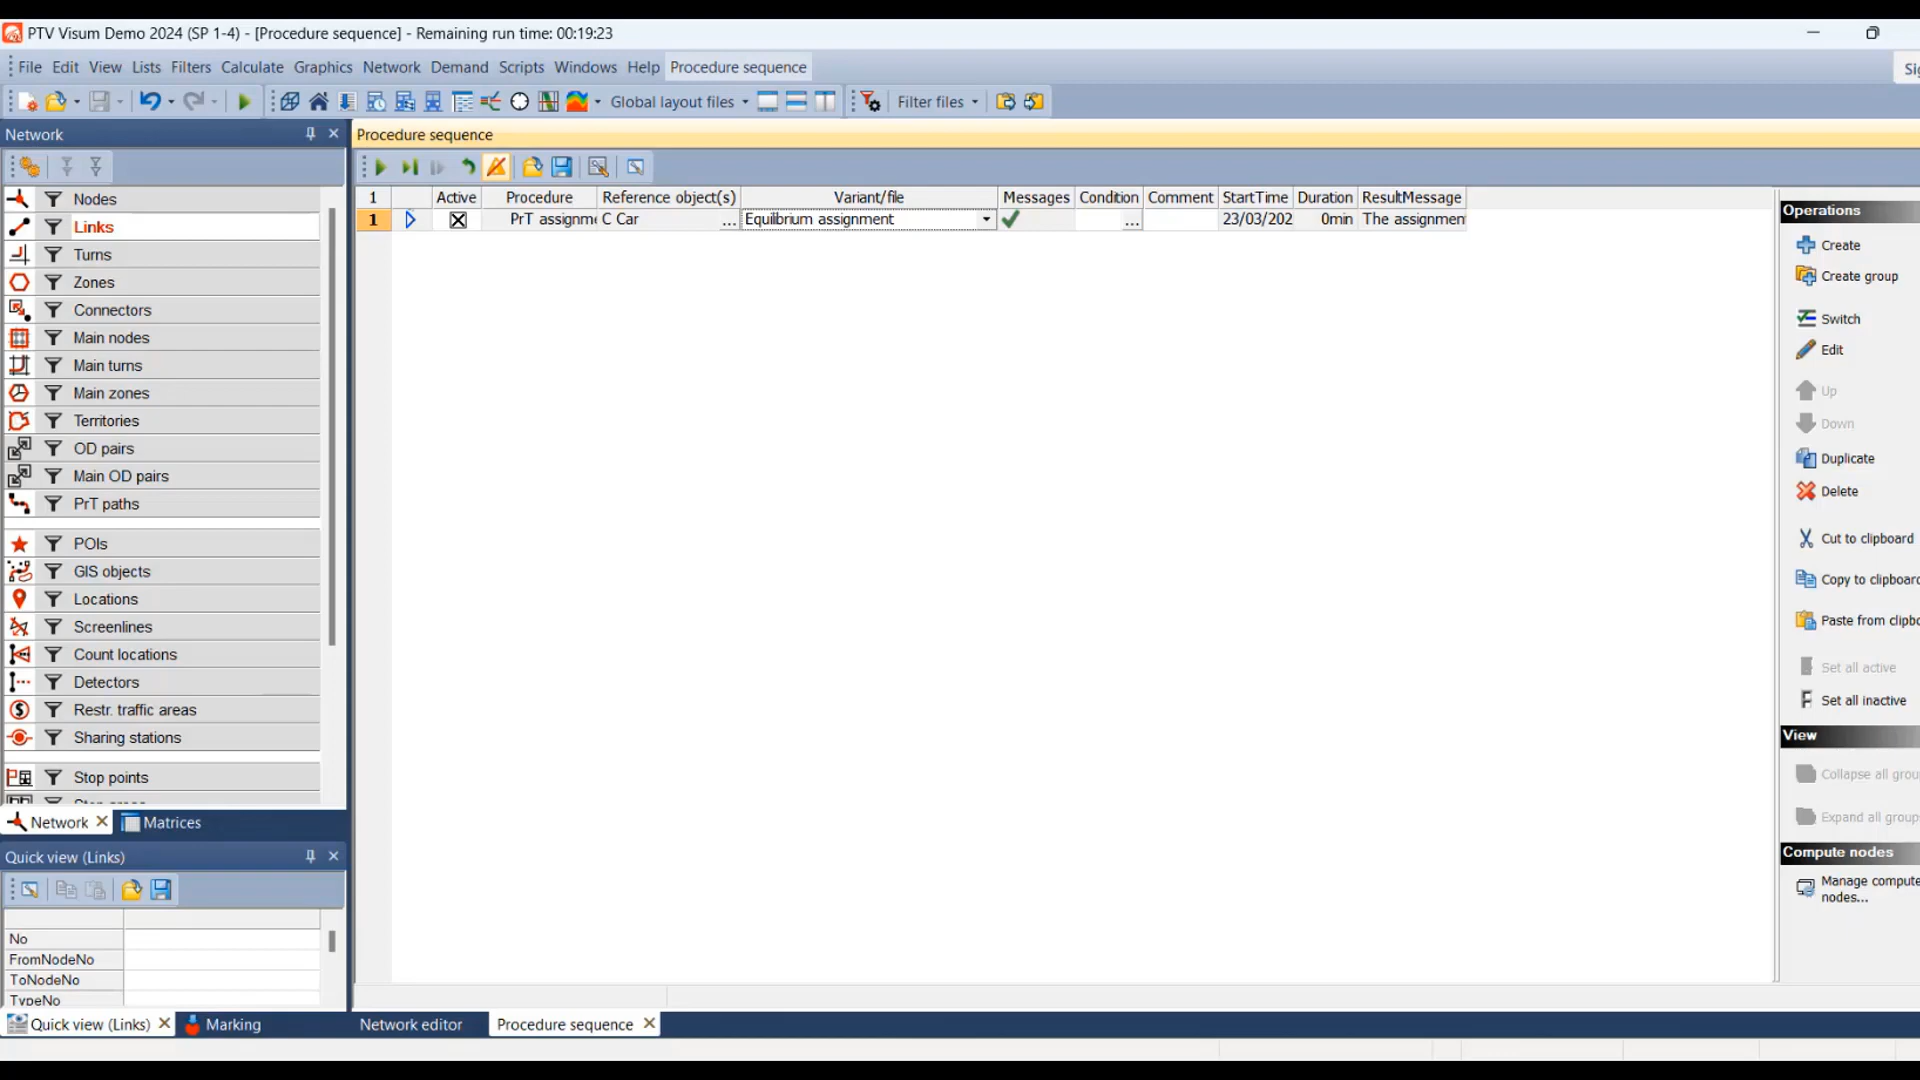 PTV Visum Demo 2024 (SP 1-4) - [Procedure sequence] - Remaining run time: 00:19:23
File Edit View Lists Filters Calculate Graphics Network Demand Scripts Windows Help Procedure sequence
Global layout files
Filter files
Network
Procedure sequence
1 Active Procedure Reference object(s) Variant/file Messages Condition Comment StartTime Duration ResultMessage
1 PrT assignm C Car ... Equilibrium assignment ... 23/03/202 0min The assignmen
Nodes
Links
Turns
Zones
Connectors
Main nodes
Main turns
Main zones
Territories
OD pairs
Main OD pairs
PrT paths
POIs
GIS objects
Locations
Screenlines
Count locations
Detectors
Restr. traffic areas
Sharing stations
Stop points
Network
Matrices
Quick view (Links)
No
FromNodeNo
ToNodeNo
TypeNo
Quick view (Links)
Marking
Network editor
Procedure sequence
Operations
Create
Create group
Switch
Edit
Up
Down
Duplicate
Delete
Cut to clipboard
Copy to clipboard
Paste from clipbo
Set all active
Set all inactive
View
Collapse all grou
Expand all groups
Compute nodes
Manage compute
nodes...